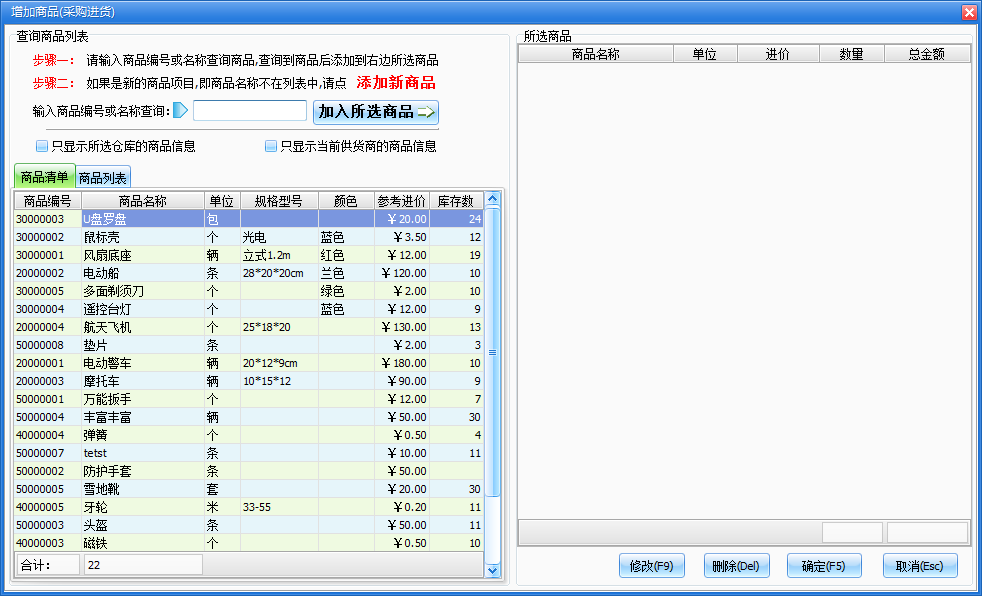 增加商品(采购进货)
查询商品列表
步骤一： 请输入商品编号或名称查询商品,查询到商品后添加到右边所选商品
步骤二： 如果是新的商品项目,即商品名称不在列表中,请点 添加新商品
输入商品编号或名称查询: 加入所选商品
只显示所选仓库的商品信息 只显示当前供货商的商品信息
商品清单 商品列表
商品编号 商品名称 单位 规格型号 颜色 参考进价 库存数
30000003 U盘罗盘 包 ￥20.00 24
30000002 鼠标壳 个 光电 蓝色 ￥3.50 12
30000001 风扇底座 辆 立式1.2m 红色 ￥12.00 19
20000002 电动船 条 28*20*20cm 兰色 ￥120.00 10
30000005 多面剃须刀 个 绿色 ￥2.00 10
30000004 遥控台灯 个 蓝色 ￥12.00 9
20000004 航天飞机 个 25*18*20 ￥130.00 13
50000008 垫片 条 ￥2.00 3
20000001 电动警车 辆 20*12*9cm ￥180.00 10
20000003 摩托车 辆 10*15*12 ￥90.00 9
50000001 万能扳手 个 ￥12.00 7
50000004 丰富丰富 辆 ￥50.00 30
40000004 弹簧 个 ￥0.50 4
50000007 tetst 条 ￥10.00 11
50000002 防护手套 条 ￥50.00
50000005 雪地靴 套 ￥20.00 30
40000005 牙轮 米 33-55 ￥0.20 11
50000003 头盔 条 ￥50.00 11
40000003 磁铁 个 ￥0.50 10
合计： 22
所选商品
商品名称 单位 进价 数量 总金额
修改(F9) 删除(Del) 确定(F5) 取消(Esc)